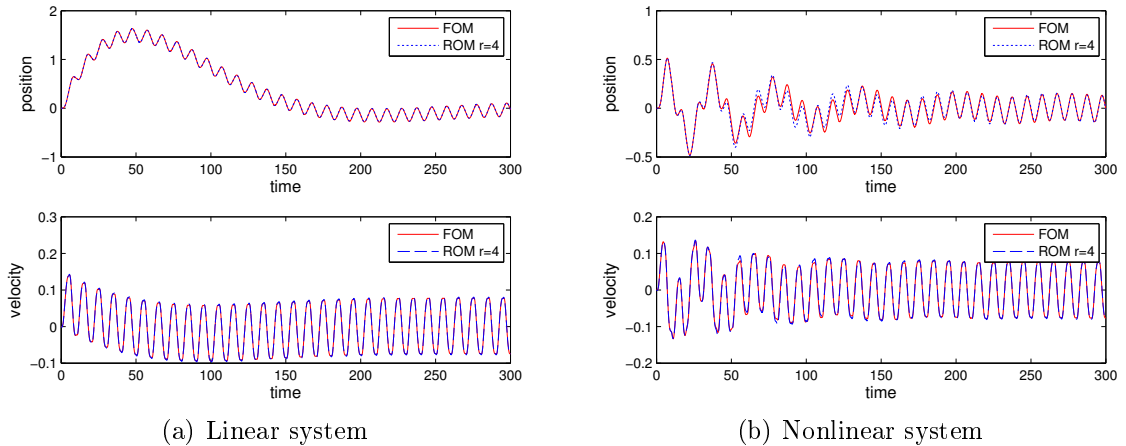 2
1
0
−1
position
FOM
ROM r=4
0 50 100 150 200 250 300
time
0.3
0.2
0.1
0
−0.1
velocity
FOM
ROM r=4
0 50 100 150 200 250 300
time
(a) Linear system
1
0.5
0
−0.5
position
FOM
ROM r=4
0 50 100 150 200 250 300
time
0.2
0.1
0
−0.1
0.2
velocity
FOM
ROM r=4
0 50 100 150 200 250 300
time
(b) Nonlinear system